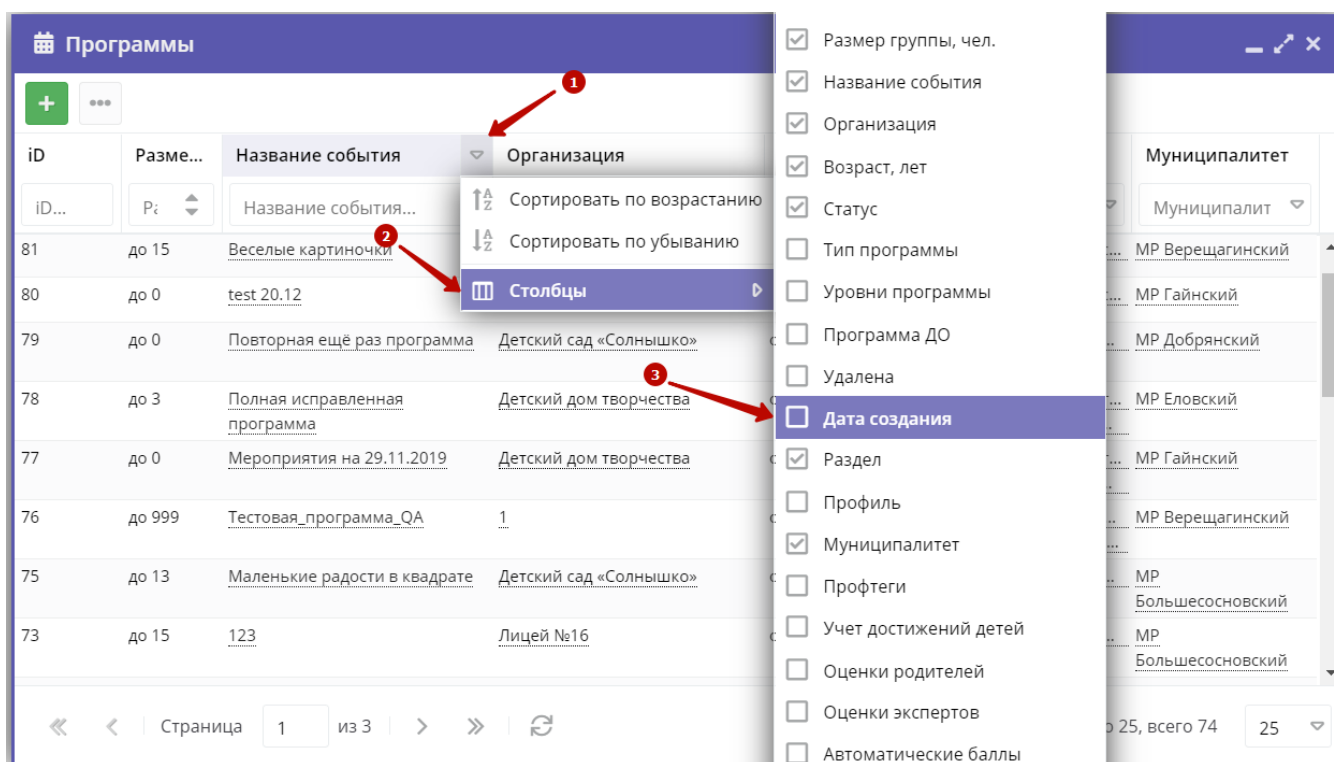 Программы
1
iD
Разме...
Название события
Организация
Муниципалитет
iD...
Название события...
Муниципалит
Сортировать по возрастанию
Сортировать по убыванию
2
Столбцы
Размер группы, чел.
Название события
Организация
Возраст, лет
Статус
Тип программы
Уровни программы
Программа ДО
Удалена
3
Дата создания
Раздел
Профиль
Муниципалитет
Профтеги
Учет достижений детей
Оценки родителей
Оценки экспертов
Автоматические баллы
81 до 15 Веселые картиночки МР Верещагинский
80 до 0 test 20.12 МР Гайнский
79 до 0 Повторная ещё раз программа Детский сад «Солнышко» МР Добрянский
78 до 3 Полная исправленная Детский дом творчества МР Еловский
программа
77 до 0 Мероприятия на 29.11.2019 Детский дом творчества МР Гайнский
76 до 999 Тестовая_программа_QA 1 МР Верещагинский
75 до 13 Маленькие радости в квадрате Детский сад «Солнышко» МР
Большесосновский
73 до 15 123 Лицей №16 МР
Большесосновский
Страница 1 из 3
25, всего 74 25